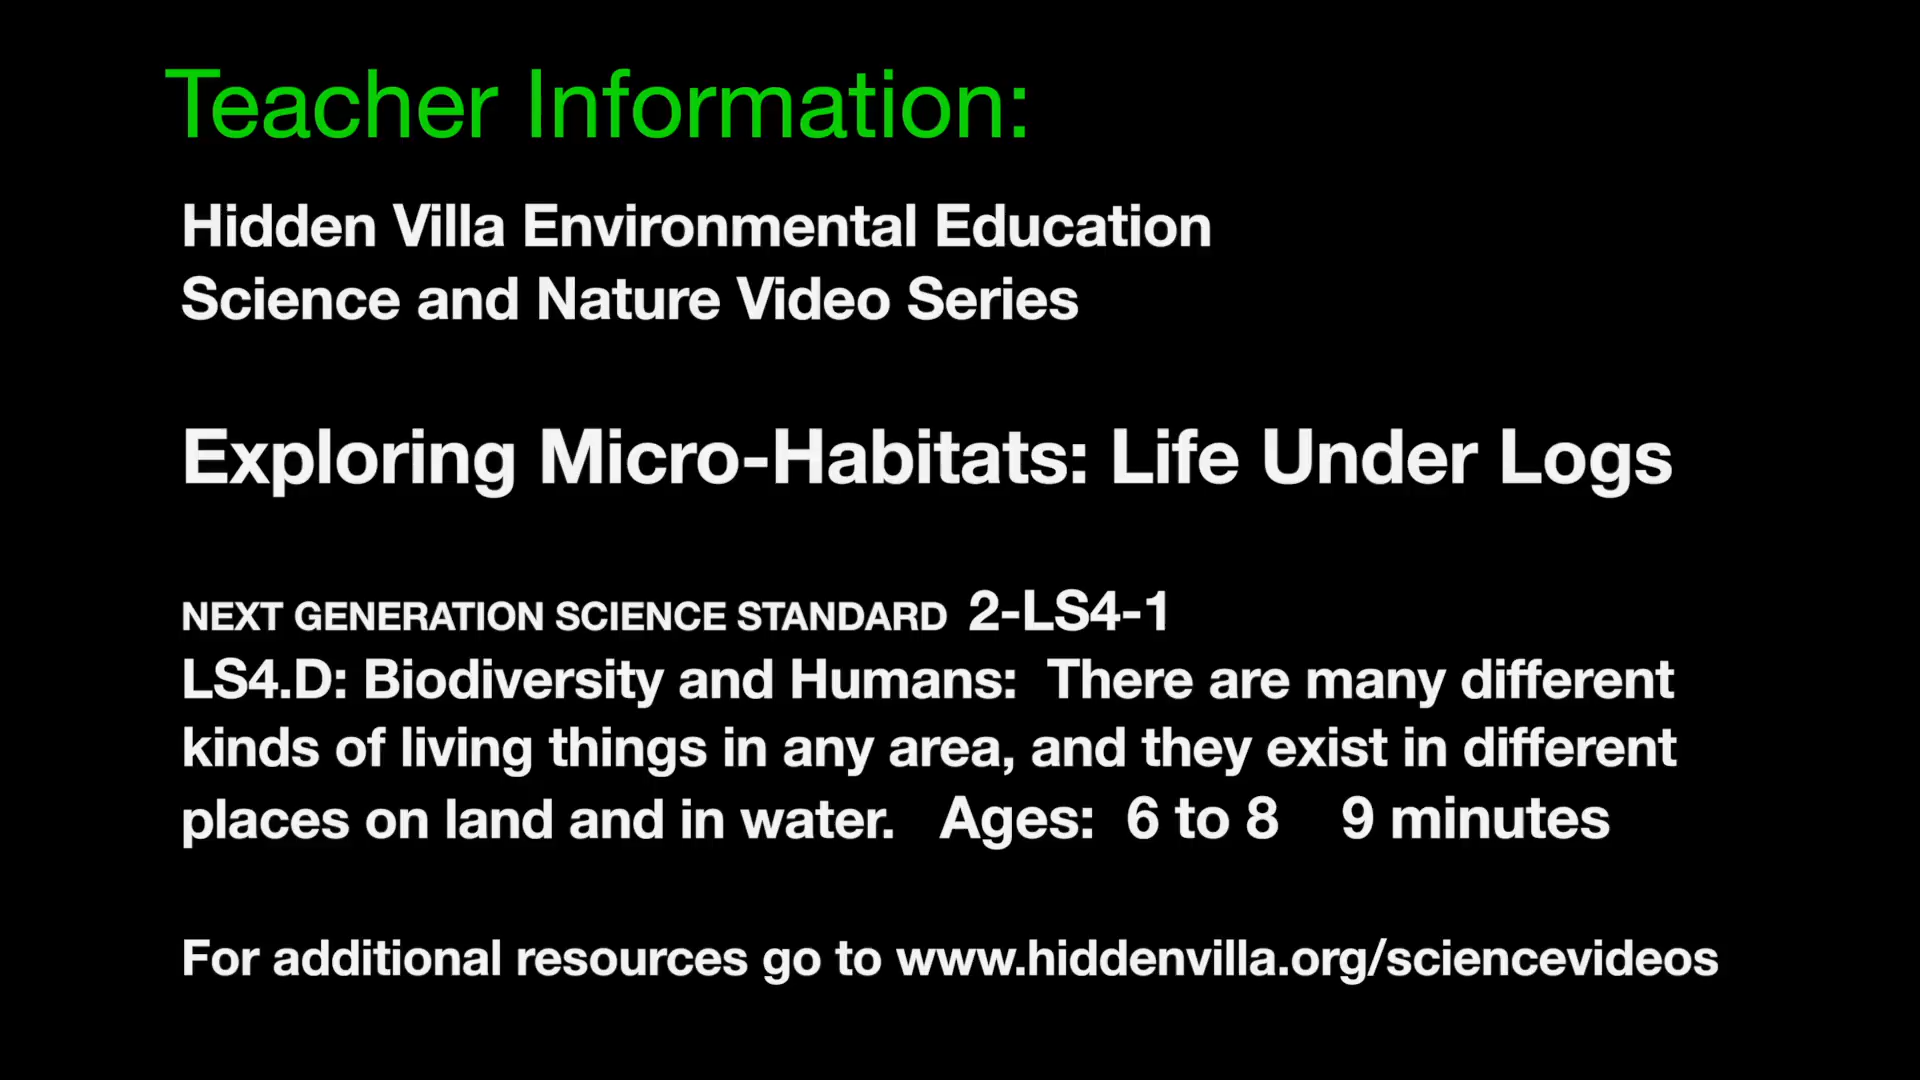 Teacher Information:
Hidden Villa Environmental Education
Science and Nature Video Series
Exploring Micro-Habitats: Life Under Logs
NEXT GENERATION SCIENCE STANDARD 2-LS4-1
LS4.D: Biodiversity and Humans: There are many different
kinds of living things in any area, and they exist in different
places on land and in water. Ages: 6 to 8 9 minutes
For additional resources go to www.hiddenvilla.org/sciencevideos